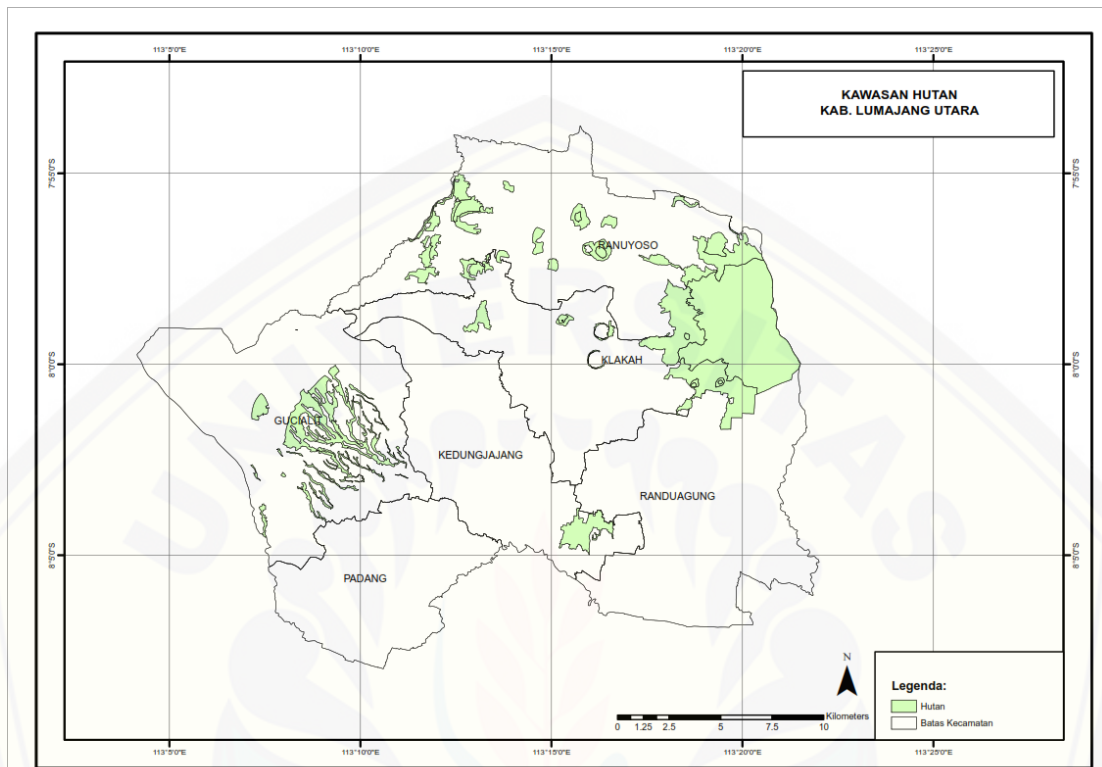 113°5'0"E 113°10'0"E 113°15'0"E 113°20'0"E 113°25'0"E
KAWASAN HUTAN
KAB. LUMAJANG UTARA
7°55'0"S 7°55'0"S
RANUYOSO
8°0'0"S 8°0'0"S
KLAKAH
GUCIALIT
KEDUNGJAJANG
RANDUAGUNG
8°5'0"S 8°5'0"S
PADANG
UNIVERSITAS
N
Legenda:
Hutan
Batas Kecamatan
Kilometers
0 1.25 2.5 5 7.5 10
113°5'0"E 113°10'0"E 113°15'0"E 113°20'0"E 113°25'0"E